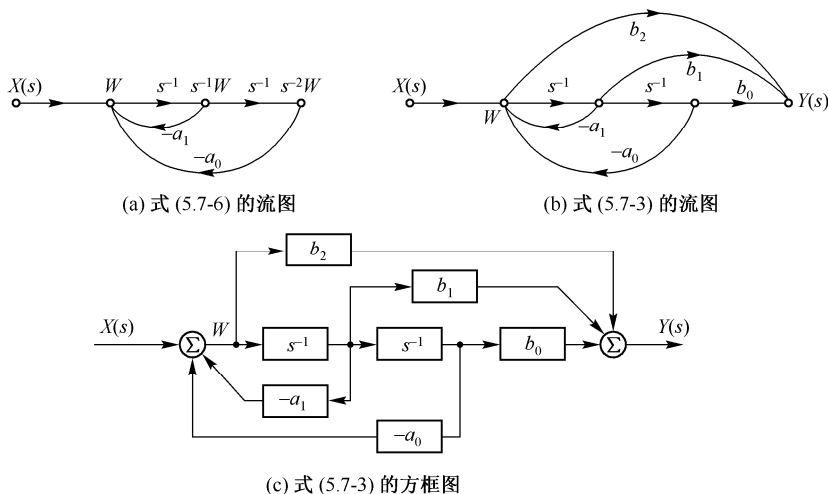 X(s) W s⁻¹ s⁻¹W s⁻¹ s⁻²W
−a₁
−a₀
(a) 式 (5.7-6) 的流图
b₂
b₁
X(s) s⁻¹ s⁻¹ b₀ Y(s)
W
−a₁
−a₀
(b) 式 (5.7-3) 的流图
b₂
b₁
X(s) Σ W s⁻¹ s⁻¹ b₀ Σ Y(s)
−a₁
−a₀
(c) 式 (5.7-3) 的方框图